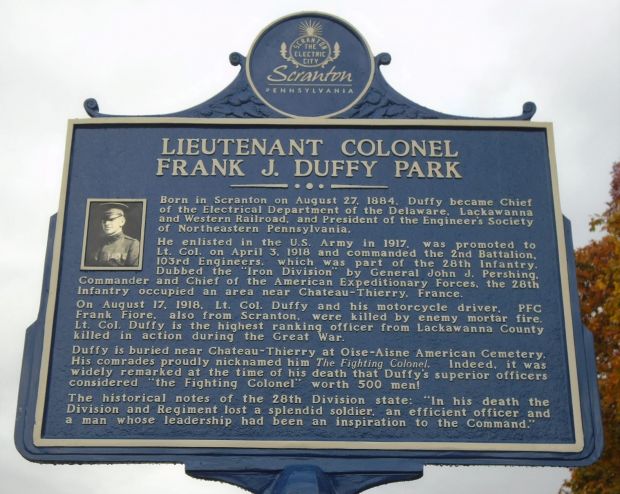 SCRANTON
THE
ELECTRIC
CITY
Scranton
PENNSYLVANIA
LIEUTENANT COLONEL
FRANK J. DUFFY PARK
Born in Scranton on August 27, 1884, Duffy became Chief
of the Electrical Department of the Delaware, Lackawanna
and Western Railroad, and President of the Engineer's Society
of Northeastern Pennsylvania.
He enlisted in the U.S. Army in 1917, was promoted to
Lt. Col. on April 3, 1918 and commanded the 2nd Battalion,
103rd Engineers, which was part of the 28th Infantry.
Dubbed the "Iron Division" by General John J. Pershing,
Commander and Chief of the American Expeditionary Forces, the 28th
Infantry occupied an area near Chateau-Thierry, France.
On August 17, 1918, Lt. Col. Duffy and his motorcycle driver, PFC
Frank Fiore, also from Scranton, were killed by enemy mortar fire.
Lt. Col. Duffy is the highest ranking officer from Lackawanna County
killed in action during the Great War.
Duffy is buried near Chateau-Thierry at Oise-Aisne American Cemetery.
His comrades proudly nicknamed him The Fighting Colonel. Indeed, it was
widely remarked at the time of his death that Duffy's superior officers
considered "the Fighting Colonel" worth 500 men!
The historical notes of the 28th Division state: "In his death the
Division and Regiment lost a splendid soldier, an efficient officer and
a man whose leadership had been an inspiration to the Command."